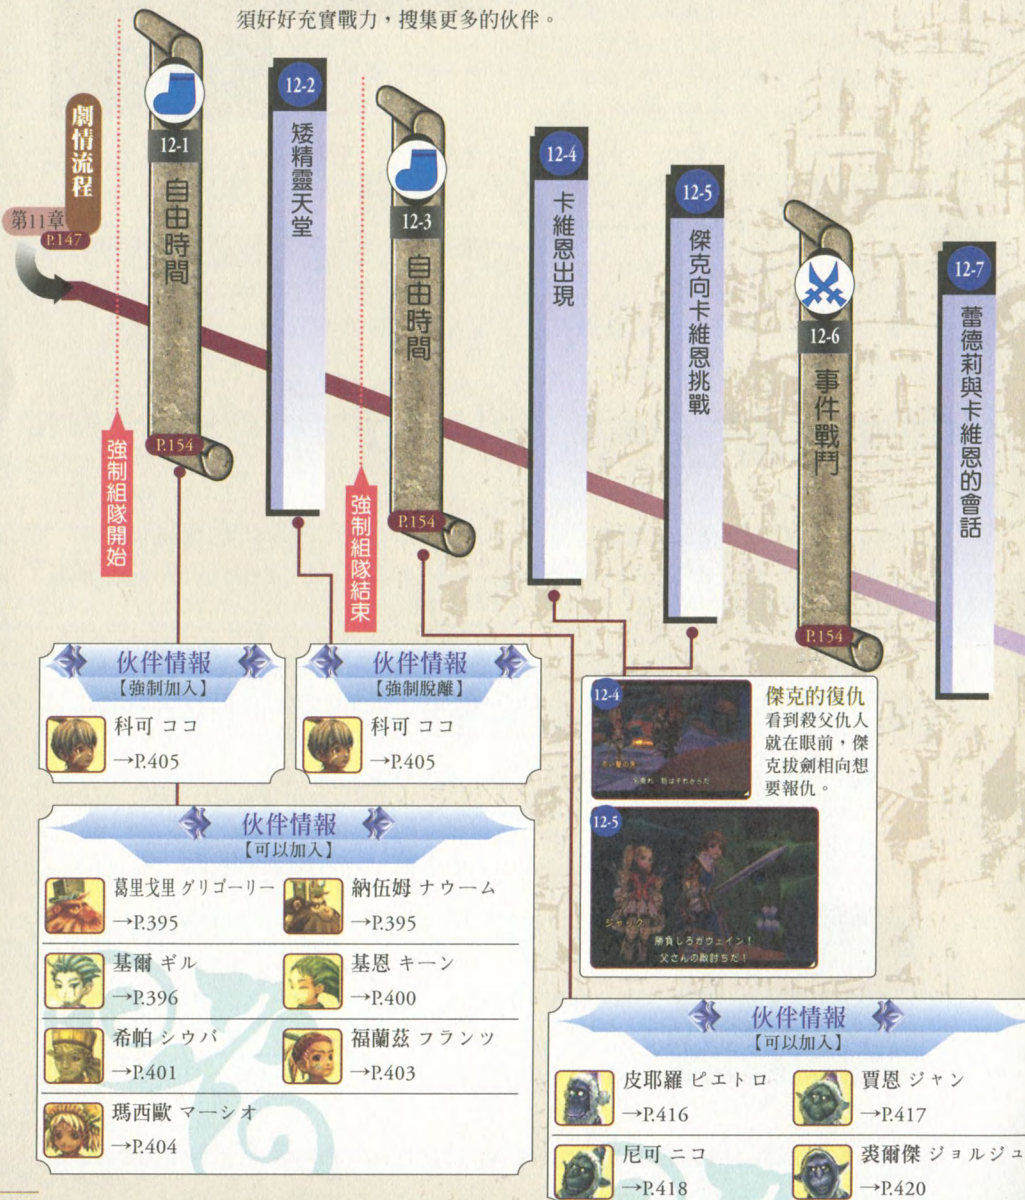 須好好充實戰力，搜集更多的伙伴。
劇情流程
第11章
P.147
12-1
自由時間
P.154
強制組隊開始
12-2
矮精靈天堂
12-3
自由時間
P.154
強制組隊結束
12-4
卡維恩出現
12-5
傑克向卡維恩挑戰
12-6
事件戰鬥
P.154
12-7
蕾德莉與卡維恩的會話
伙伴情報
【強制加入】
科可 ココ
→P.405
伙伴情報
【強制脫離】
科可 ココ
→P.405
伙伴情報
【可以加入】
葛里戈里 グリゴーリー
→P.395
納伍姆 ナウーム
→P.395
基爾 ギル
→P.396
基恩 キーン
→P.400
希帕 シウバ
→P.401
福蘭茲 フランツ
→P.403
瑪西歐 マーシオ
→P.404
12-4
傑克的復仇
看到殺父仇人
就在眼前，傑
克拔劍相向想
要報仇。
12-5
ジャック
勝負しろガウェイン！
父さんの敵討ちだ！
伙伴情報
【可以加入】
皮耶羅 ピエトロ
→P.416
賈恩 ジャン
→P.417
尼可 ニコ
→P.418
裘爾傑 ジョルジュ
→P.420